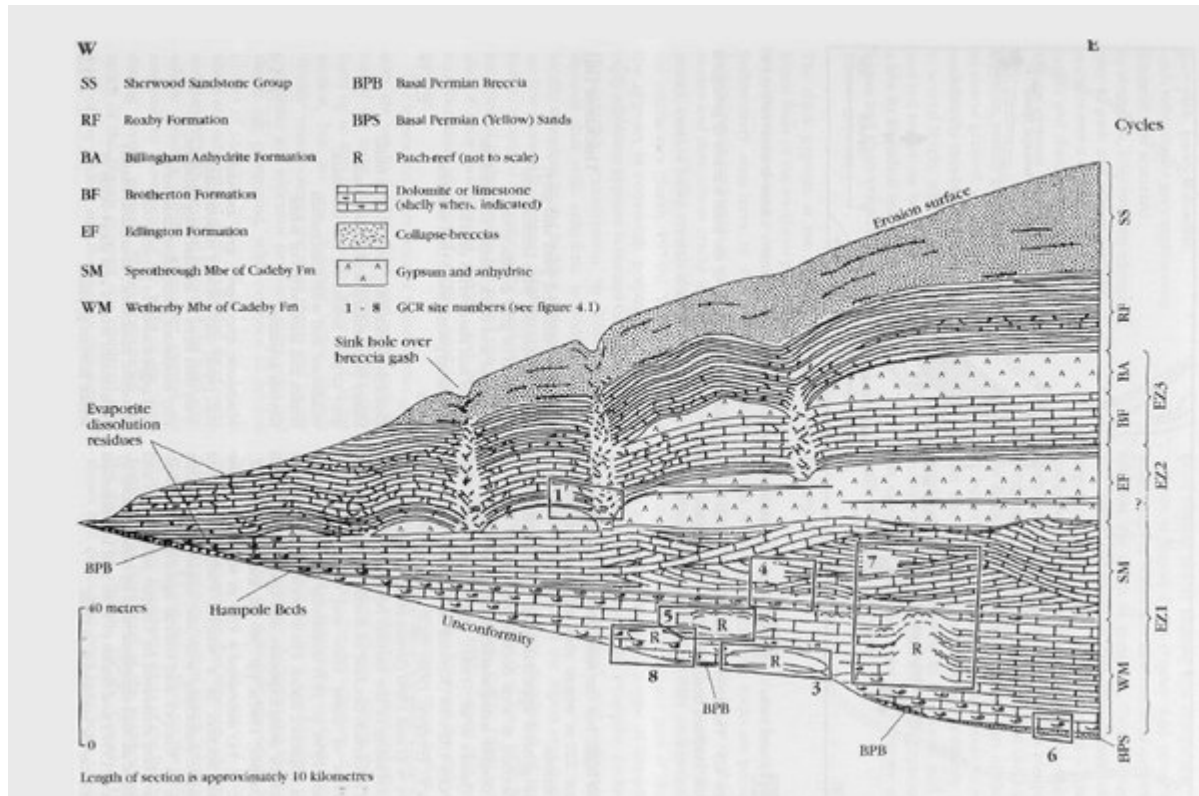 W
E
SS Sherwood Sandstone Group
RF Roxby Formation
BA Billingham Anhydrite Formation
BF Brotherton Formation
EF Edlington Formation
SM Sprotbrough Mbr of Cadeby Fm
WM Wetherby Mbr of Cadeby Fm
BPB Basal Permian Breccia
BPS Basal Permian (Yellow) Sands
R Patch-reef (not to scale)
Dolomite or limestone
(shelly where indicated)
Collapse-breccias
Gypsum and anhydrite
1 - 8 GCR site numbers (see figure 4.1)
Cycles
Erosion surface
Sink hole over
breccia gash
Evaporite
dissolution
residues
BPB
Hampole Beds
Unconformity
1
4
7
5
R
R
R
R
8
3
BPB
BPB
6
SS
RF
BA
BF
EF
SM
WM
BPS
EZ3
EZ2
?
EZ1
40 metres
0
Length of section is approximately 10 kilometres